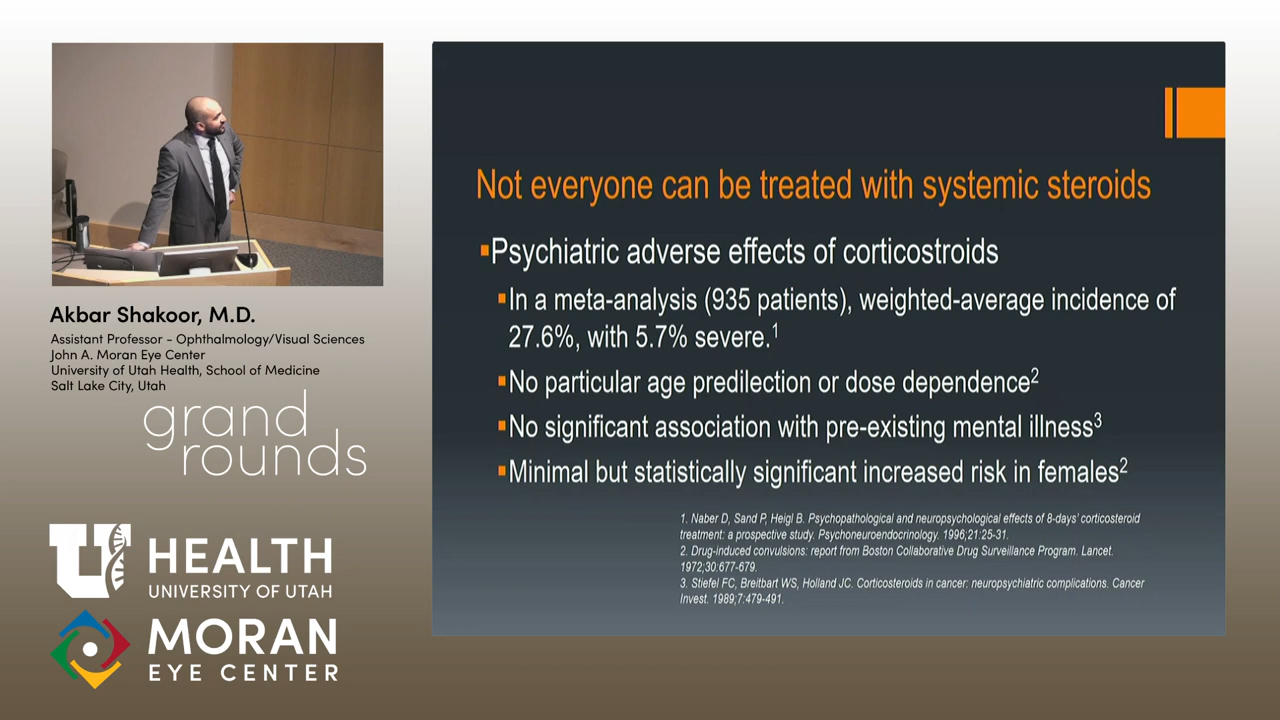 Akbar Shakoor, M.D.
Assistant Professor - Ophthalmology/Visual Sciences
John A. Moran Eye Center
University of Utah Health, School of Medicine
Salt Lake City, Utah
grand
rounds
U HEALTH
UNIVERSITY OF UTAH
MORAN
EYE CENTER
Not everyone can be treated with systemic steroids
▪Psychiatric adverse effects of corticostroids
▪In a meta-analysis (935 patients), weighted-average incidence of
27.6%, with 5.7% severe.1
▪No particular age predilection or dose dependence2
▪No significant association with pre-existing mental illness3
▪Minimal but statistically significant increased risk in females2
1. Naber D, Sand P, Heigl B. Psychopathological and neuropsychological effects of 8-days' corticosteroid
treatment: a prospective study. Psychoneuroendocrinology. 1996;21:25-31.
2. Drug-induced convulsions: report from Boston Collaborative Drug Surveillance Program. Lancet.
1972;30:677-679.
3. Stiefel FC, Breitbart WS, Holland JC. Corticosteroids in cancer: neuropsychiatric complications. Cancer
Invest. 1989;7:479-491.